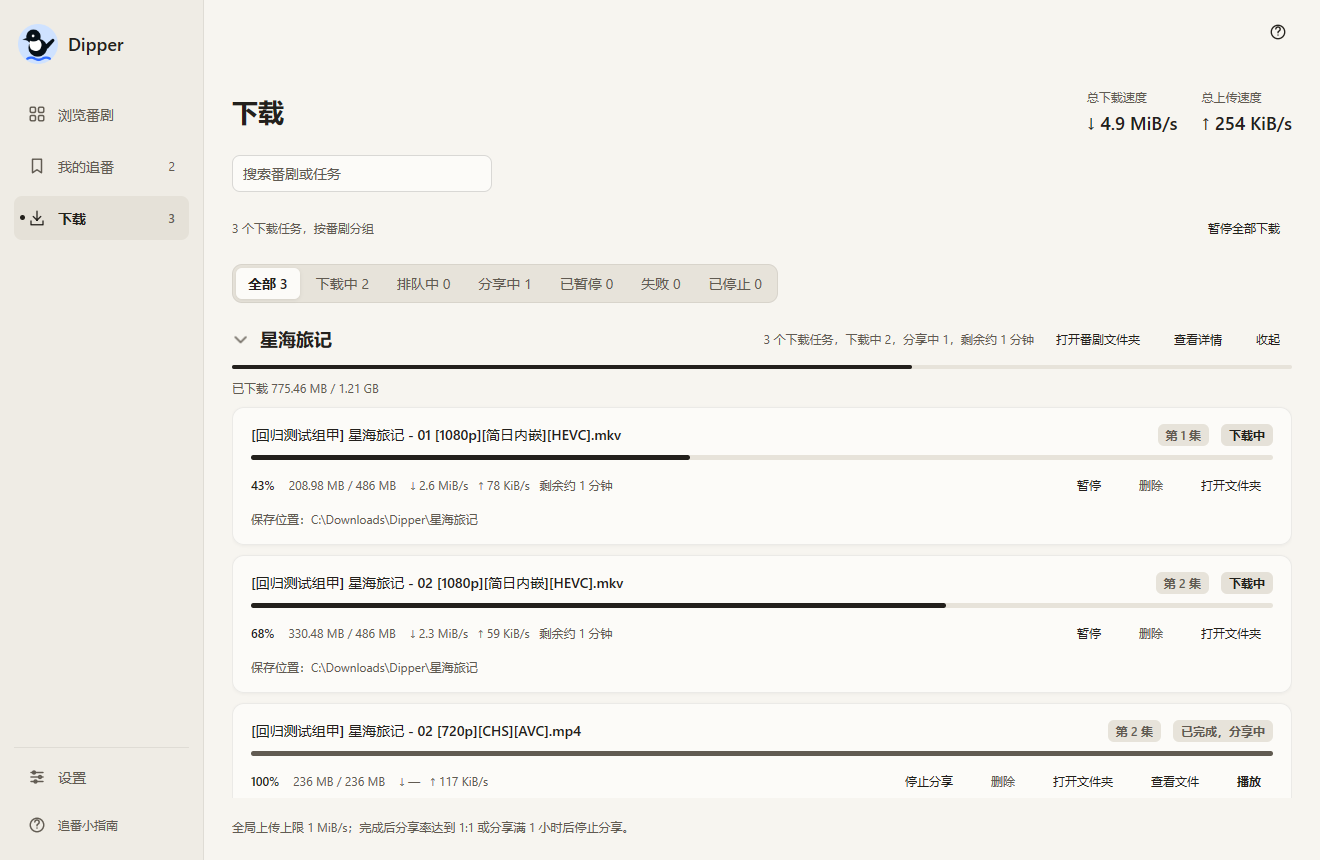 Dipper
浏览番剧
我的追番 2
下载 3
设置
追番小指南
下载
总下载速度 总上传速度
↓ 4.9 MiB/s ↑ 254 KiB/s
搜索番剧或任务
3 个下载任务，按番剧分组 暂停全部下载
全部 3 下载中 2 排队中 0 分享中 1 已暂停 0 失败 0 已停止 0
星海旅记 3 个下载任务，下载中 2，分享中 1，剩余约 1 分钟 打开番剧文件夹 查看详情 收起
已下载 775.46 MB / 1.21 GB
[回归测试组甲] 星海旅记 - 01 [1080p][简日内嵌][HEVC].mkv 第 1 集 下载中
43% 208.98 MB / 486 MB ↓ 2.6 MiB/s ↑ 78 KiB/s 剩余约 1 分钟 暂停 删除 打开文件夹
保存位置：C:\Downloads\Dipper\星海旅记
[回归测试组甲] 星海旅记 - 02 [1080p][简日内嵌][HEVC].mkv 第 2 集 下载中
68% 330.48 MB / 486 MB ↓ 2.3 MiB/s ↑ 59 KiB/s 剩余约 1 分钟 暂停 删除 打开文件夹
保存位置：C:\Downloads\Dipper\星海旅记
[回归测试组甲] 星海旅记 - 02 [720p][CHS][AVC].mp4 第 2 集 已完成，分享中
100% 236 MB / 236 MB ↓ — ↑ 117 KiB/s 停止分享 删除 打开文件夹 查看文件 播放
全局上传上限 1 MiB/s；完成后分享率达到 1:1 或分享满 1 小时后停止分享。